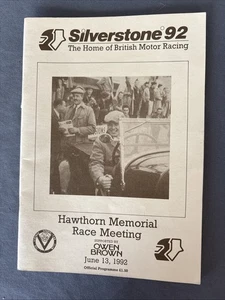 Silverstone 92
The Home of British Motor Racing
Hawthorn Memorial
Race Meeting
OWEN
BROWN
June 13, 1992
Official Programme £1.50